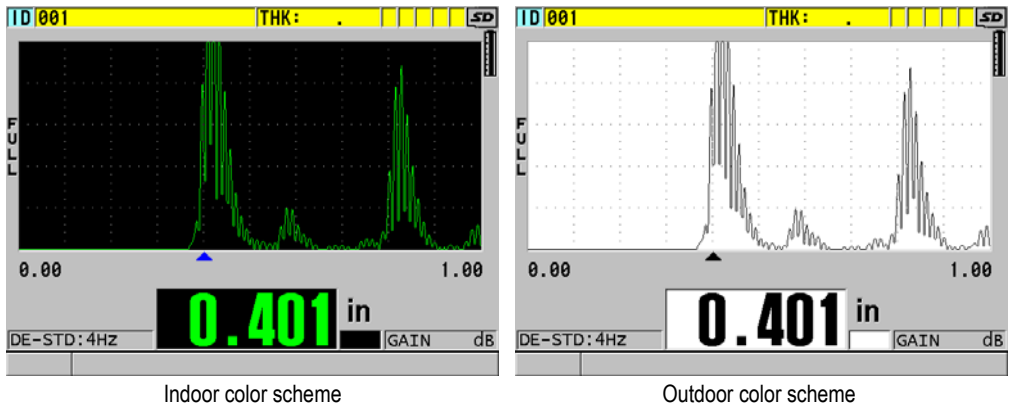 ID 001 THK: . SD
FULL
0.00 1.00
0.401 in
DE-STD:4Hz GAIN dB
Indoor color scheme
ID 001 THK: . SD
FULL
0.00 1.00
0.401 in
DE-STD:4Hz GAIN dB
Outdoor color scheme